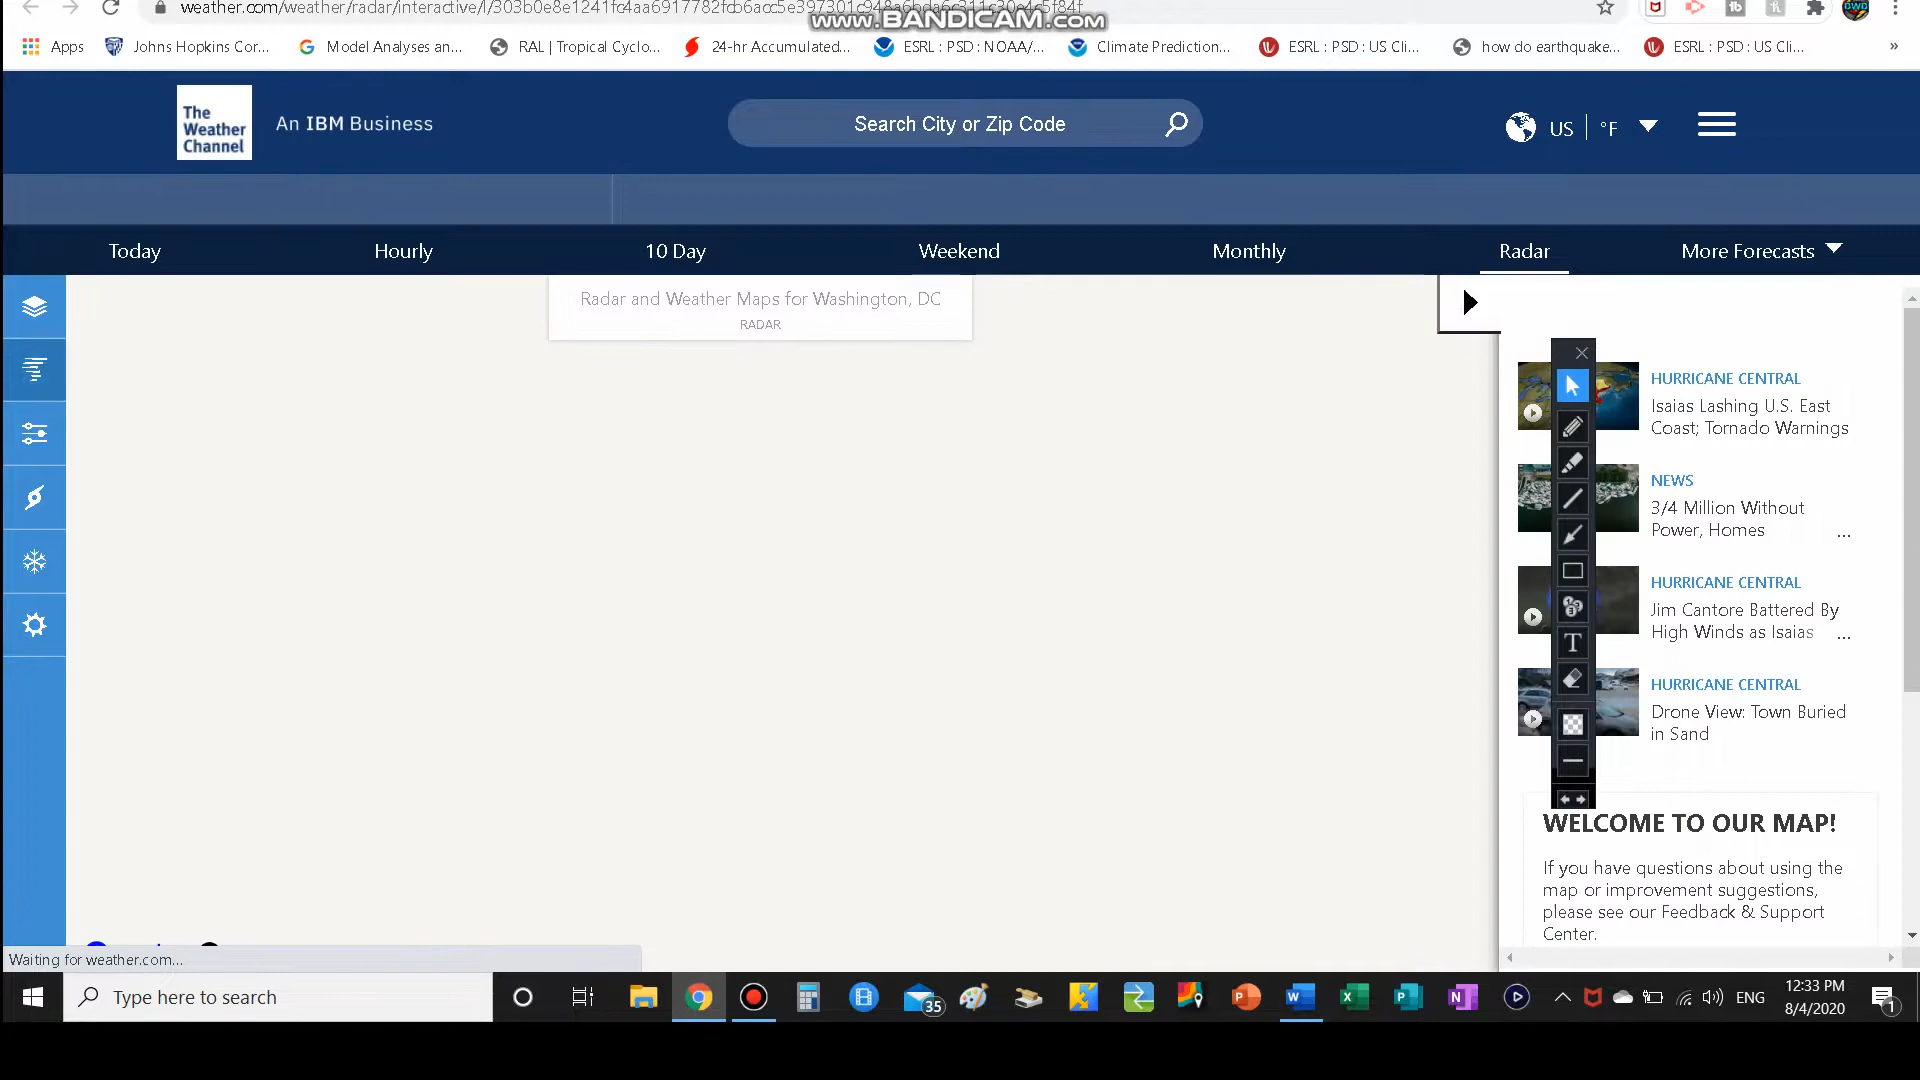 weather.com/weather/radar/interactive/l/303b0e8e1241fc4aa6917782fcb6acc5e397301c948a6bda6c311c30e4c5f84f
www.BANDICAM.com
Apps
Johns Hopkins Cor...
Model Analyses an...
RAL | Tropical Cyclo...
24-hr Accumulated...
ESRL : PSD : NOAA/...
Climate Prediction...
ESRL : PSD : US Cli...
how do earthquake...
ESRL : PSD : US Cli...
»
The
Weather
Channel
An IBM Business
Search City or Zip Code
US | °F
Today
Hourly
10 Day
Weekend
Monthly
Radar
More Forecasts
Radar and Weather Maps for Washington, DC
RADAR
HURRICANE CENTRAL
Isaias Lashing U.S. East
Coast; Tornado Warnings
NEWS
3/4 Million Without
Power, Homes ...
HURRICANE CENTRAL
Jim Cantore Battered By
High Winds as Isaias ...
HURRICANE CENTRAL
Drone View: Town Buried
in Sand
WELCOME TO OUR MAP!
If you have questions about using the
map or improvement suggestions,
please see our Feedback & Support
Center.
Waiting for weather.com...
Type here to search
35
ENG
12:33 PM
8/4/2020
1